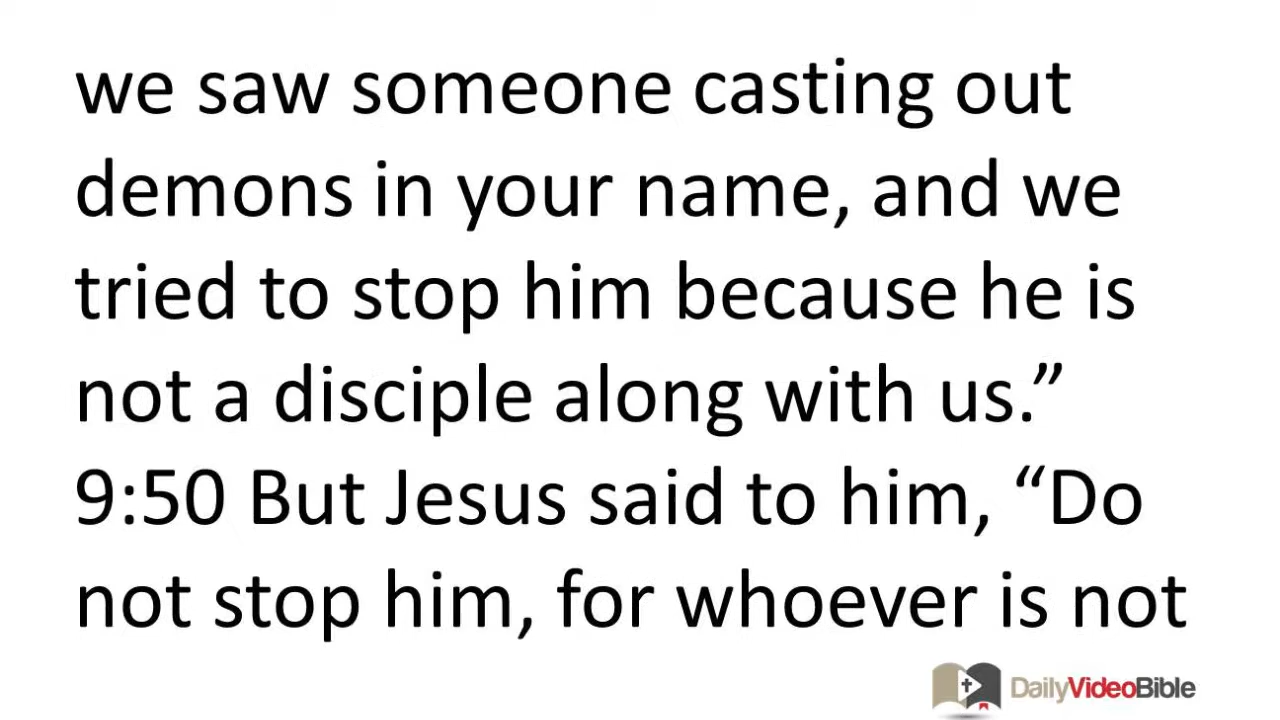 we saw someone casting out
demons in your name, and we
tried to stop him because he is
not a disciple along with us.”
9:50 But Jesus said to him, “Do
not stop him, for whoever is not
DailyVideoBible